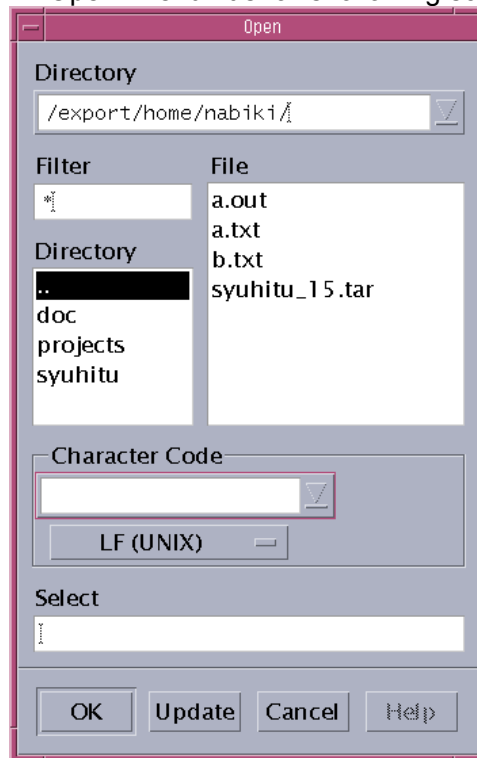 Open
Directory
/export/home/nabiki/
Filter
*
Directory
..
doc
projects
syuhitu
File
a.out
a.txt
b.txt
syuhitu_15.tar
Character Code
LF (UNIX)
Select
OK
Update
Cancel
Help